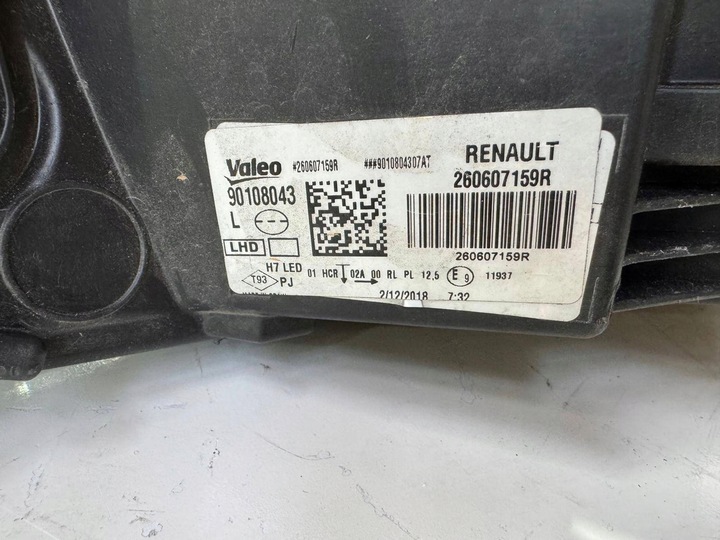 Valeo #260607159R ###9010804307AT RENAULT
90108043 260607159R
L
LHD
260607159R
H7 LED 01 HCR 02A 00 RL PL 12,5 E9 11937
T93 PJ
2/12/2018 7:32